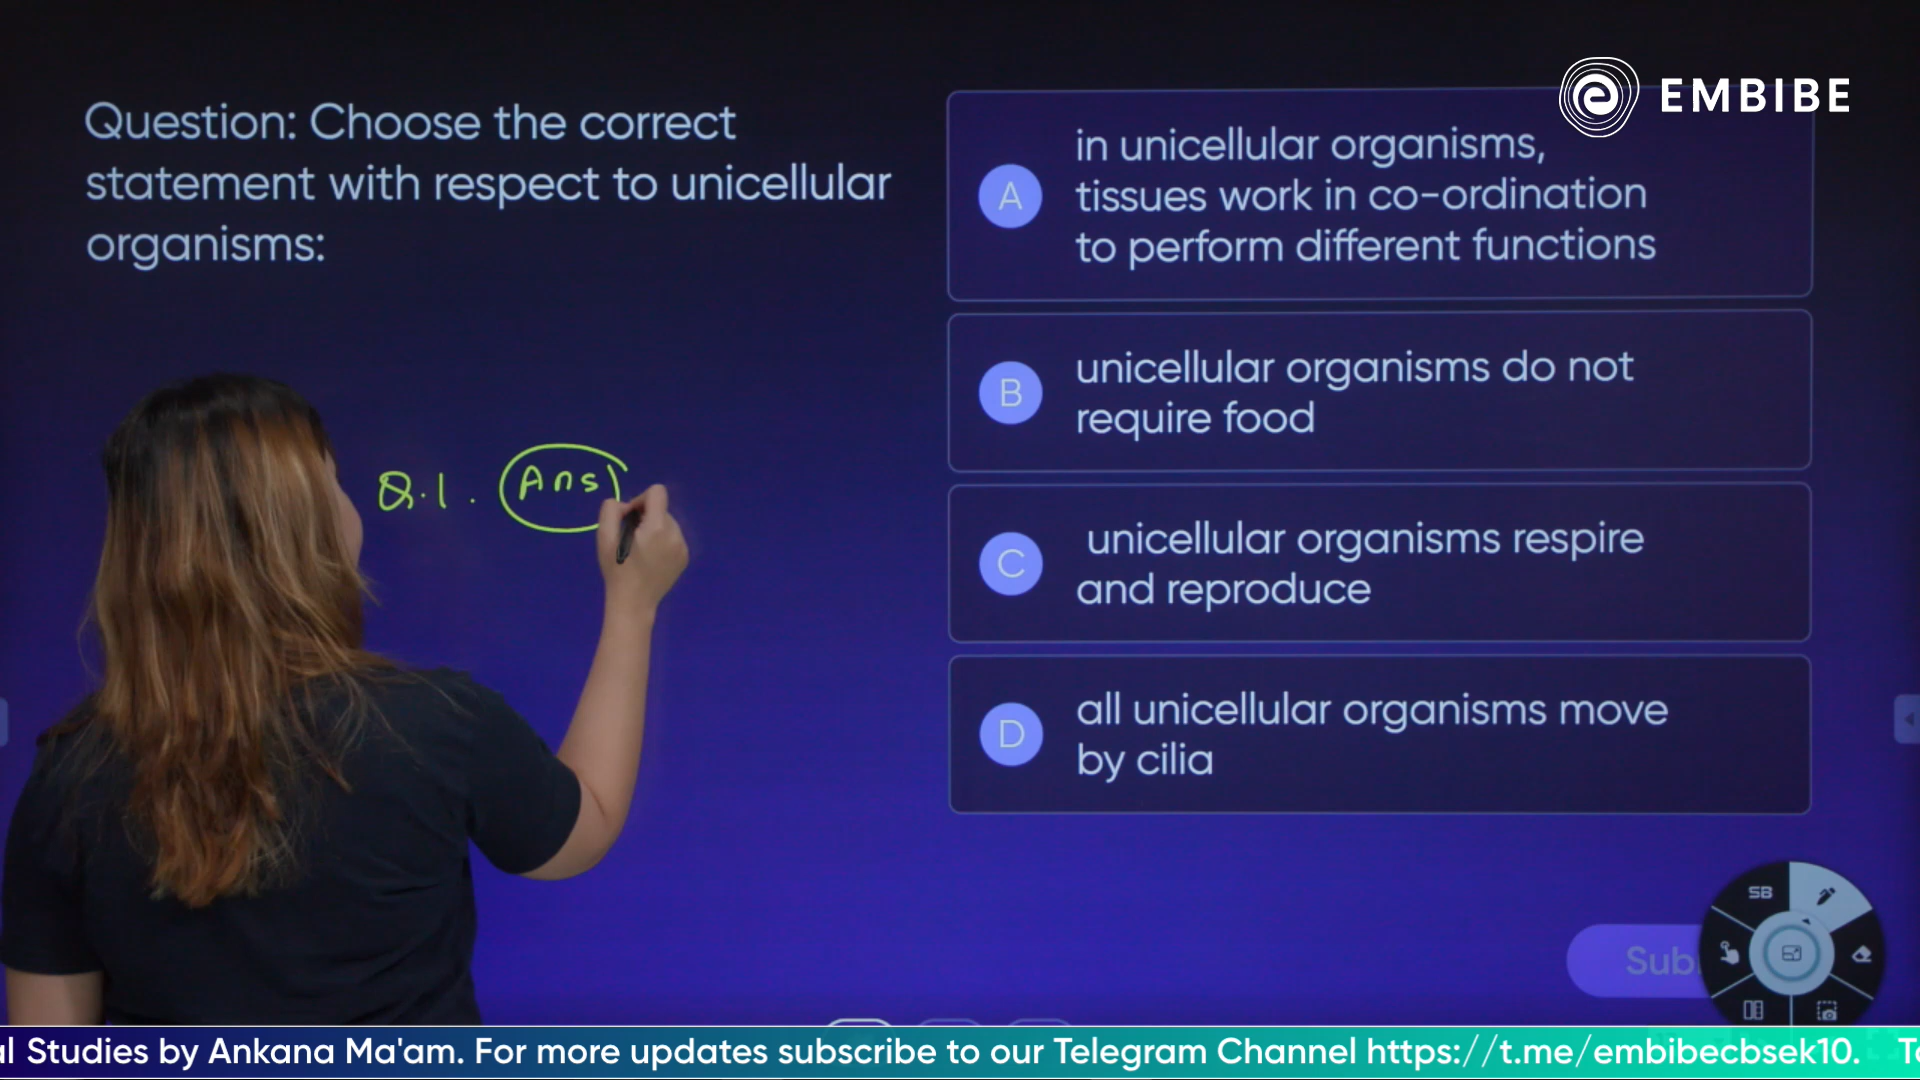 EMBIBE
Question: Choose the correct
statement with respect to unicellular
organisms:
A
in unicellular organisms,
tissues work in co-ordination
to perform different functions
B
unicellular organisms do not
require food
C
unicellular organisms respire
and reproduce
D
all unicellular organisms move
by cilia
Q.1. Ans
SB
al Studies by Ankana Ma'am. For more updates subscribe to our Telegram Channel https://t.me/embibecbsek10.